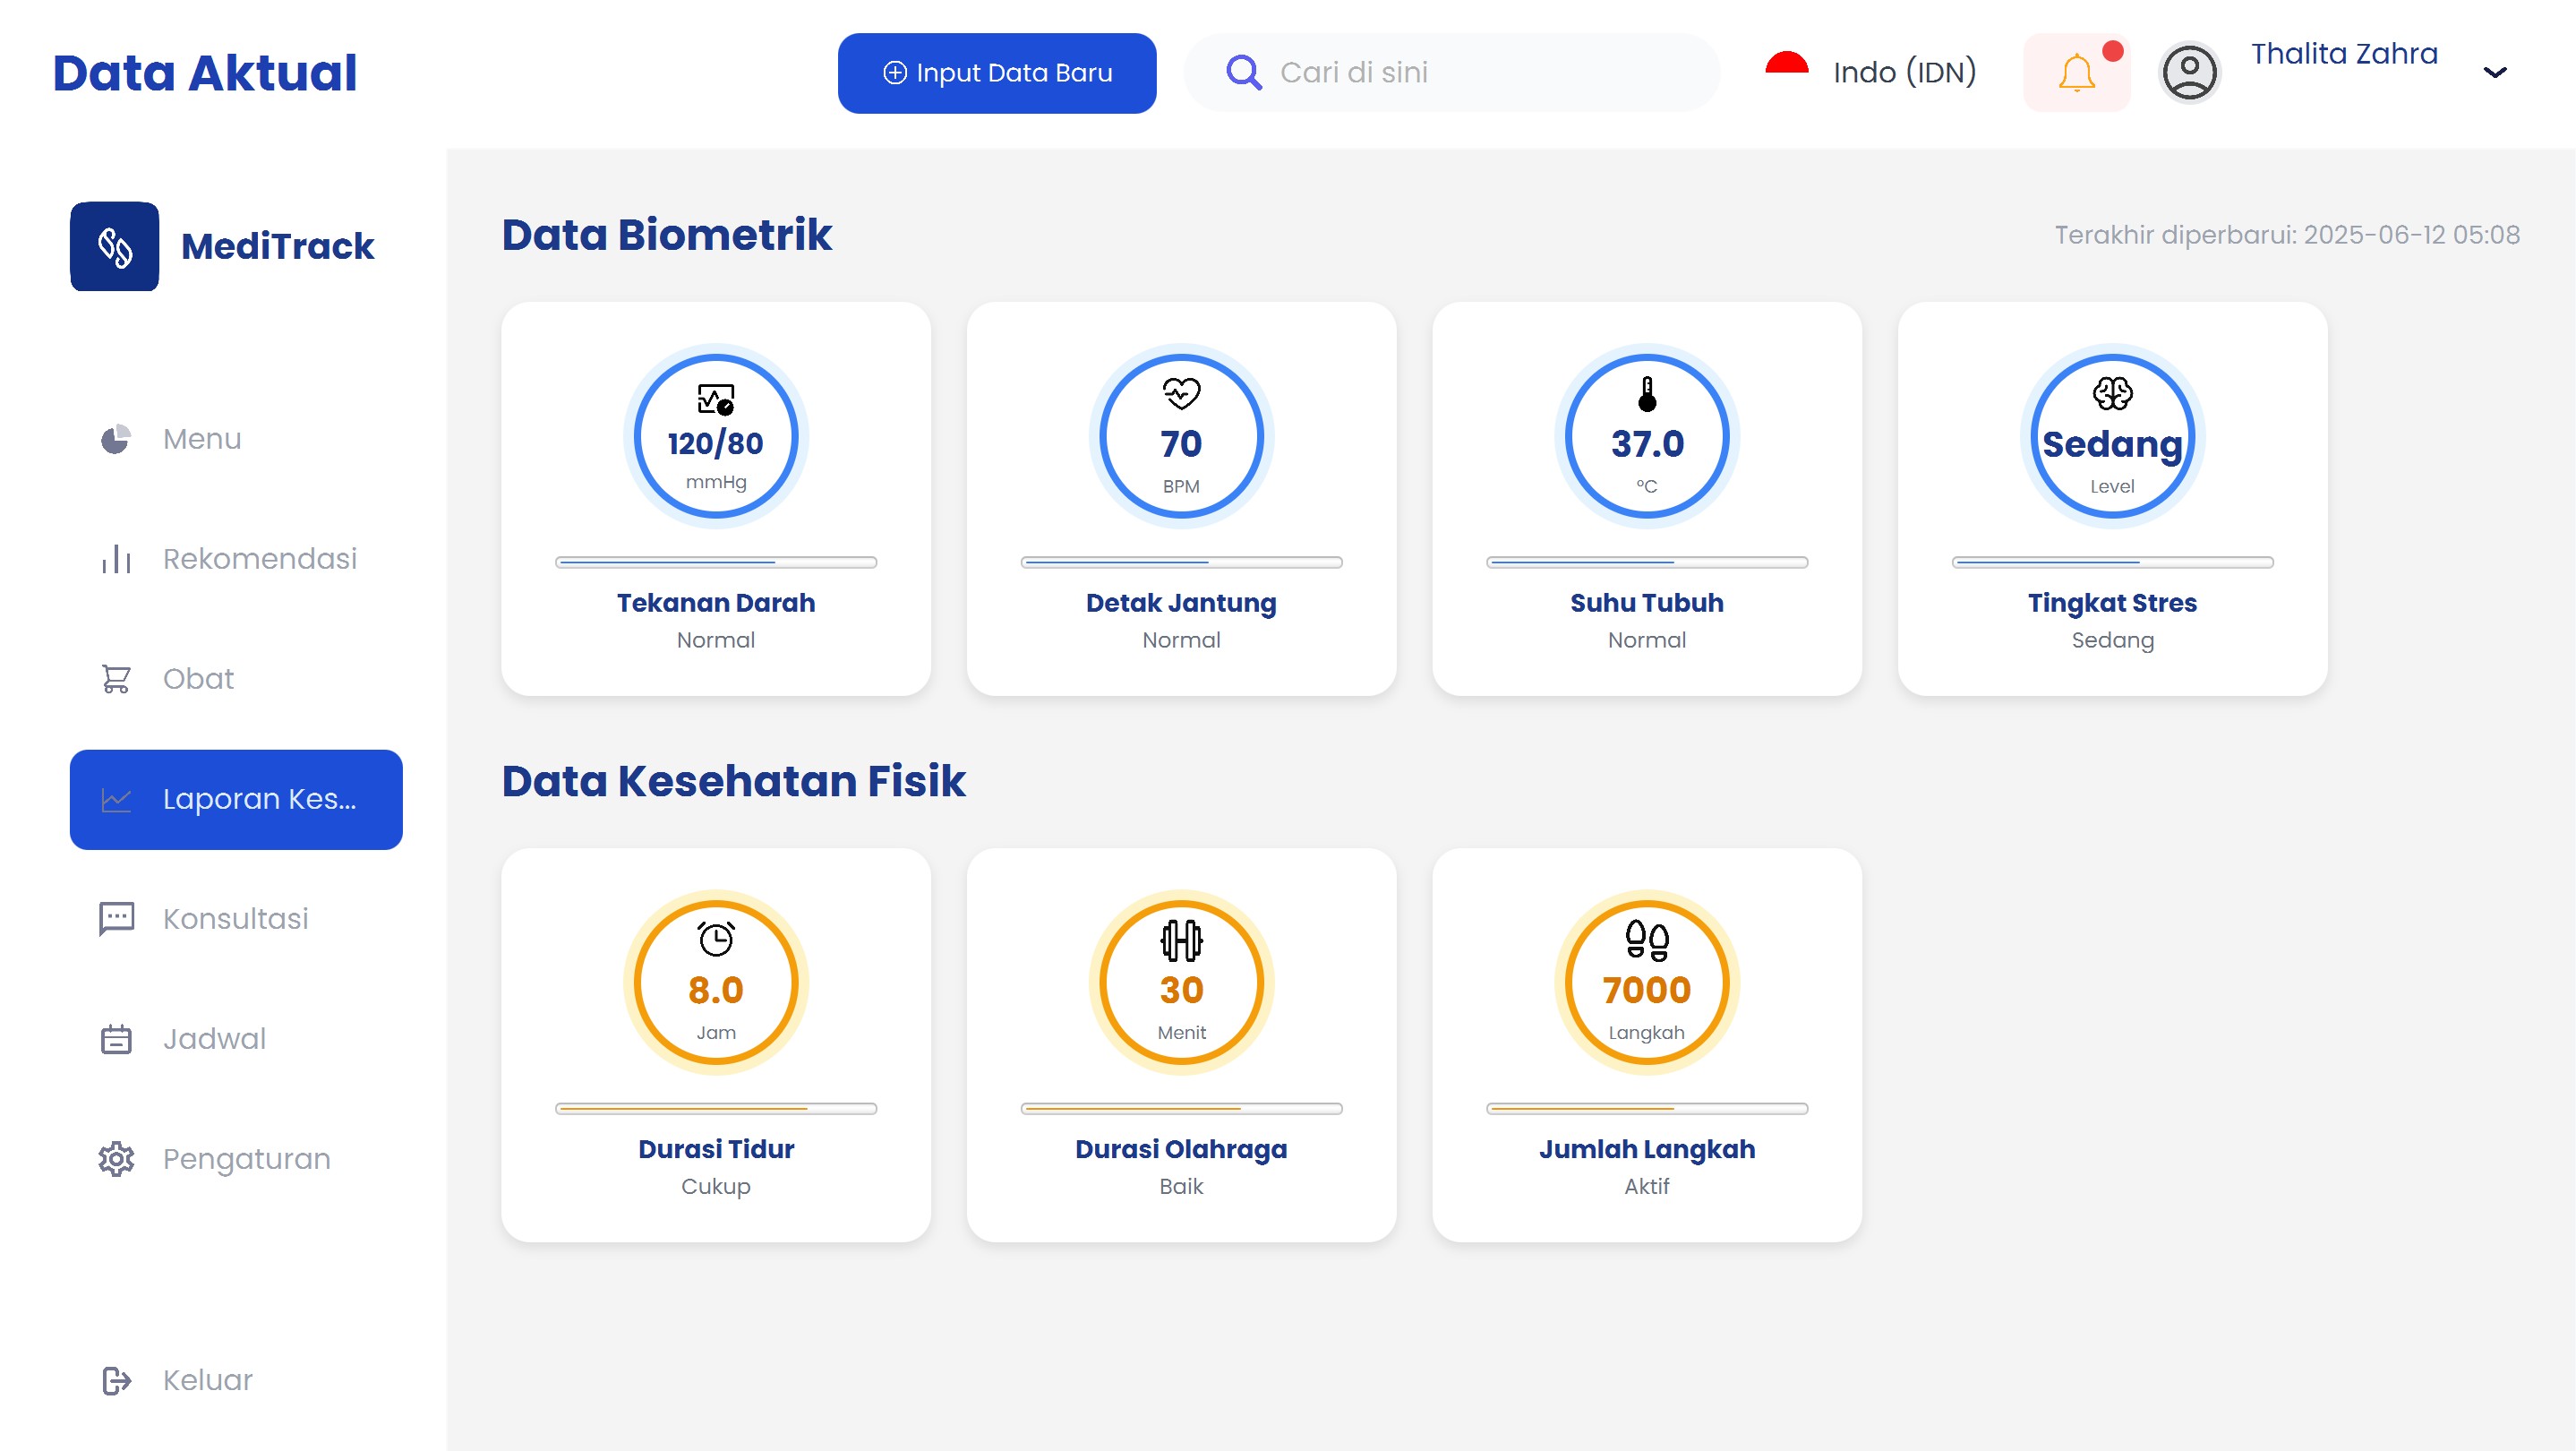 Data Aktual
Input Data Baru
Cari di sini
Indo (IDN)
Thalita Zahra
MediTrack
Menu
Rekomendasi
Obat
Laporan Kes...
Konsultasi
Jadwal
Pengaturan
Keluar
Data Biometrik
Terakhir diperbarui: 2025-06-12 05:08
120/80
mmHg
Tekanan Darah
Normal
70
BPM
Detak Jantung
Normal
37.0
°C
Suhu Tubuh
Normal
Sedang
Level
Tingkat Stres
Sedang
Data Kesehatan Fisik
8.0
Jam
Durasi Tidur
Cukup
30
Menit
Durasi Olahraga
Baik
7000
Langkah
Jumlah Langkah
Aktif